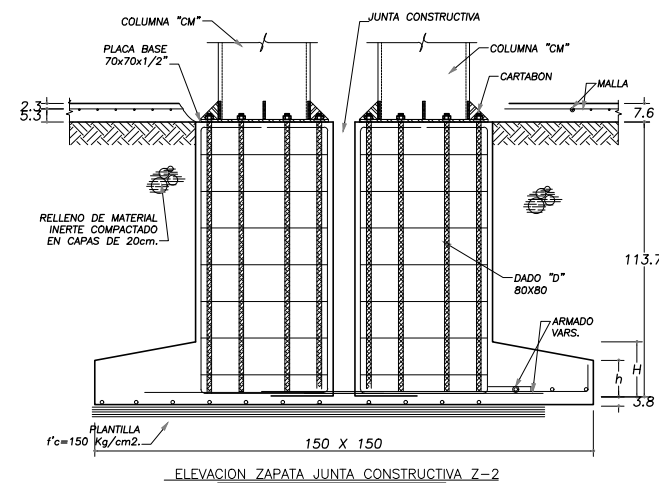 COLUMNA "CM"
JUNTA CONSTRUCTIVA
PLACA BASE
70x70x1/2"
COLUMNA "CM"
CARTABON
MALLA
2.3
5.3
7.6
RELLENO DE MATERIAL
INERTE COMPACTADO
EN CAPAS DE 20cm.
113.7
DADO "D"
80X80
ARMADO
VARS.
H
h
3.8
PLANTILLA
f'c=150 Kg/cm2.
150 X 150
ELEVACION ZAPATA JUNTA CONSTRUCTIVA Z-2